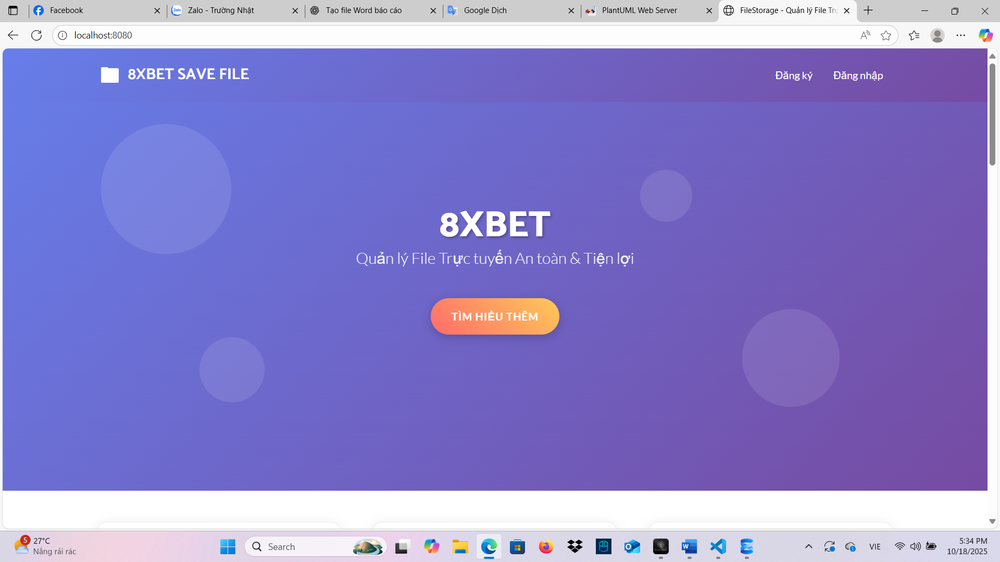 Facebook
Zalo - Trường Nhật
Tạo file Word báo cáo
Google Dịch
PlantUML Web Server
FileStorage - Quản lý File Trự
localhost:8080
8XBET SAVE FILE
Đăng ký
Đăng nhập
8XBET
Quản lý File Trực tuyến An toàn & Tiện lợi
TÌM HIỂU THÊM
5
27°C
Nắng rải rác
Search
VIE
5:34 PM
10/18/2025